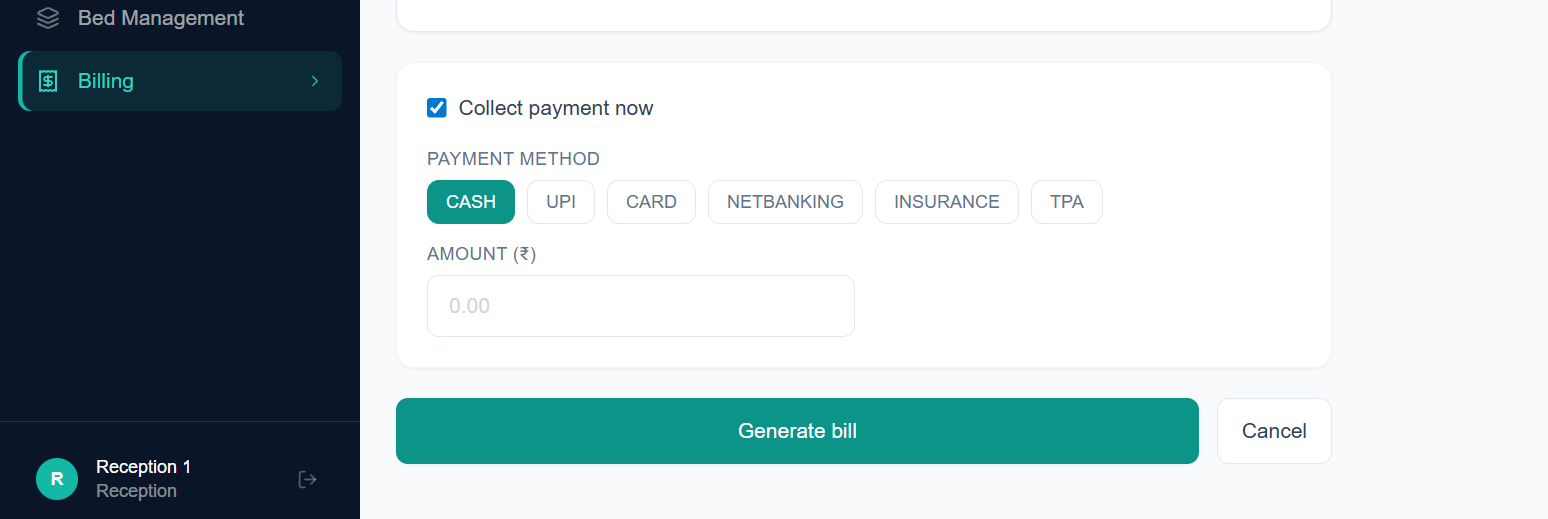 Bed Management
Billing
Collect payment now
PAYMENT METHOD
CASH UPI CARD NETBANKING INSURANCE TPA
AMOUNT (₹)
0.00
Generate bill Cancel
R
Reception 1
Reception